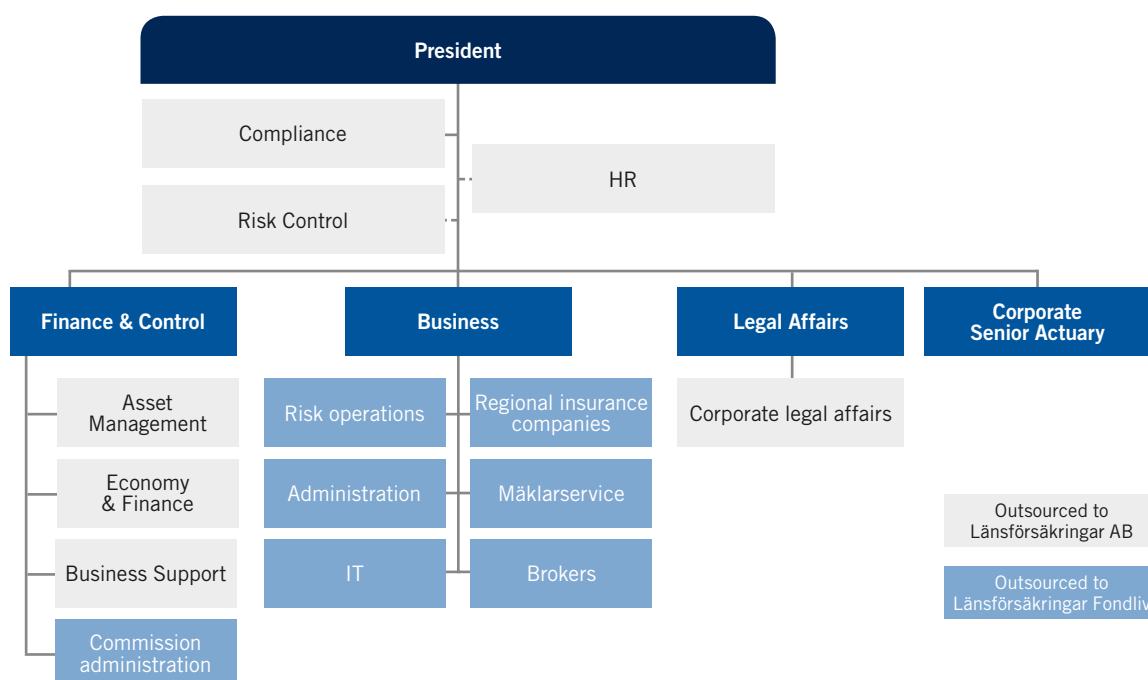 President
Compliance
HR
Risk Control
Finance & Control
Business
Legal Affairs
Corporate
Senior Actuary
Asset
Management
Risk operations
Regional insurance
companies
Corporate legal affairs
Economy
& Finance
Administration
Mäklarservice
Outsourced to
Länsförsäkringar AB
Business Support
IT
Brokers
Outsourced to
Länsförsäkringar Fondliv
Commission
administration